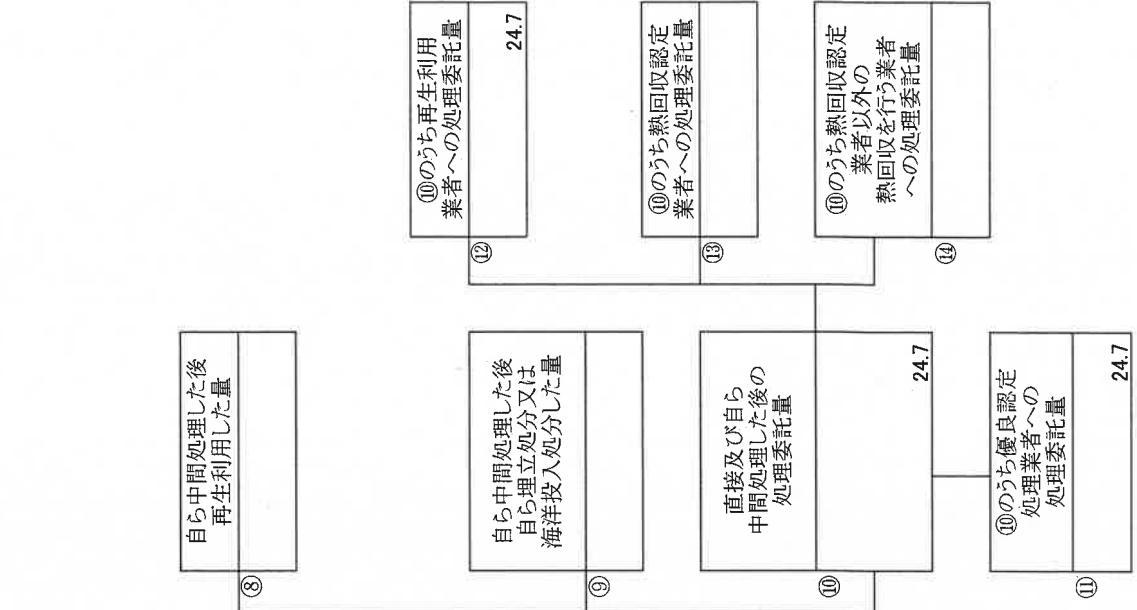 ⑧
自ら中間処理した後
再生利用した量
⑨
自ら中間処理した後
自ら埋立処分又は
海洋投入処分した量
⑩
直接及び自ら
中間処理した後の
処理委託量
24.7
⑪
⑩のうち優良認定
処理業者への
処理委託量
24.7
⑫
⑩のうち再生利用
業者への処理委託量
24.7
⑬
⑩のうち熱回収認定
業者への処理委託量
⑭
⑩のうち熱回収認定
業者以外の
熱回収を行う業者
への処理委託量